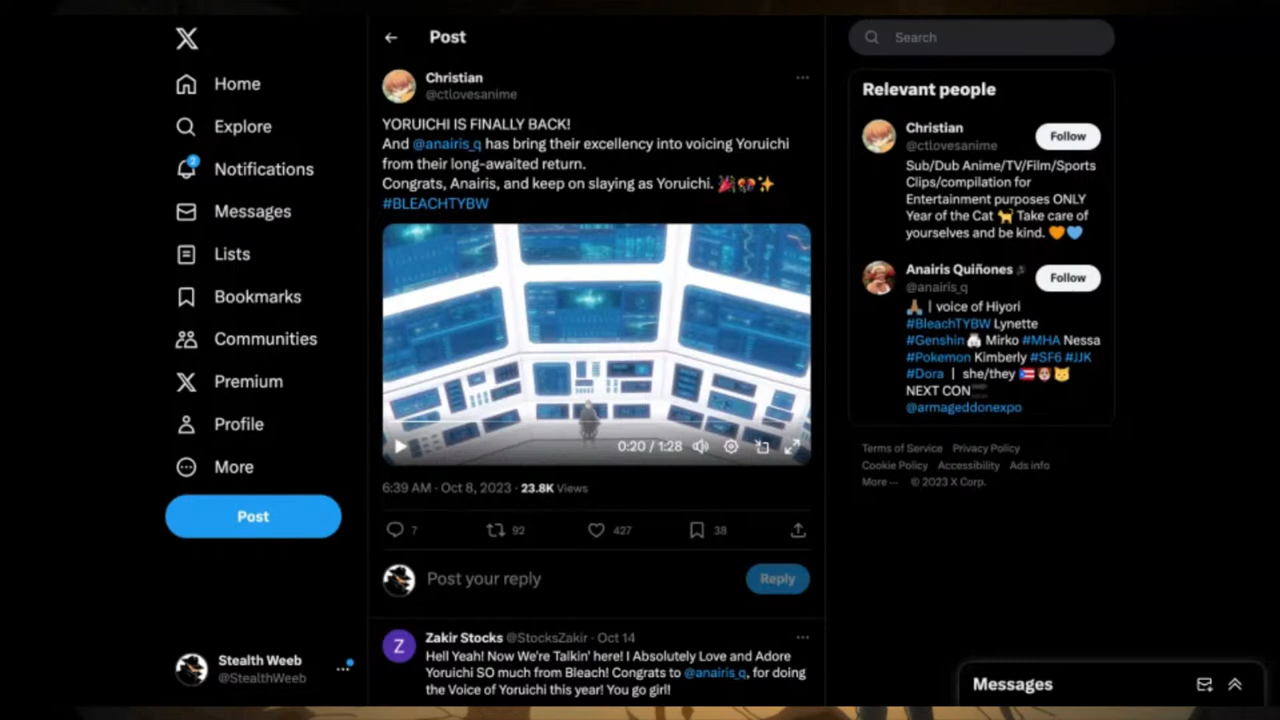 Home
Explore
2
Notifications
Messages
Lists
Bookmarks
Communities
Premium
Profile
More
Post
Stealth Weeb
@StealthWeeb
Post
Christian
@ctlovesanime
YORUICHI IS FINALLY BACK!
And @anairis_q has bring their excellency into voicing Yoruichi
from their long-awaited return.
Congrats, Anairis, and keep on slaying as Yoruichi. 🎉🎊✨
#BLEACHTYBW
0:20 / 1:28
6:39 AM · Oct 8, 2023 · 23.8K Views
7 92 427 38
Post your reply
Reply
Z
Zakir Stocks @StocksZakir · Oct 14
Hell Yeah! Now We're Talkin' here! I Absolutely Love and Adore
Yoruichi SO much from Bleach! Congrats to @anairis_q, for doing
the Voice of Yoruichi this year! You go girl!
Search
Relevant people
Christian
@ctlovesanime
Follow
Sub/Dub Anime/TV/Film/Sports
Clips/compilation for
Entertainment purposes ONLY
Year of the Cat 🐈 Take care of
yourselves and be kind. 🧡💙
Anairis Quiñones
@anairis_q
Follow
| voice of Hiyori
#BleachTYBW Lynette
#Genshin Mirko #MHA Nessa
#Pokemon Kimberly #SF6 #JJK
#Dora | she/they 🇵🇷
NEXT CON
@armageddonexpo
Terms of Service Privacy Policy
Cookie Policy Accessibility Ads info
More ··· © 2023 X Corp.
Messages